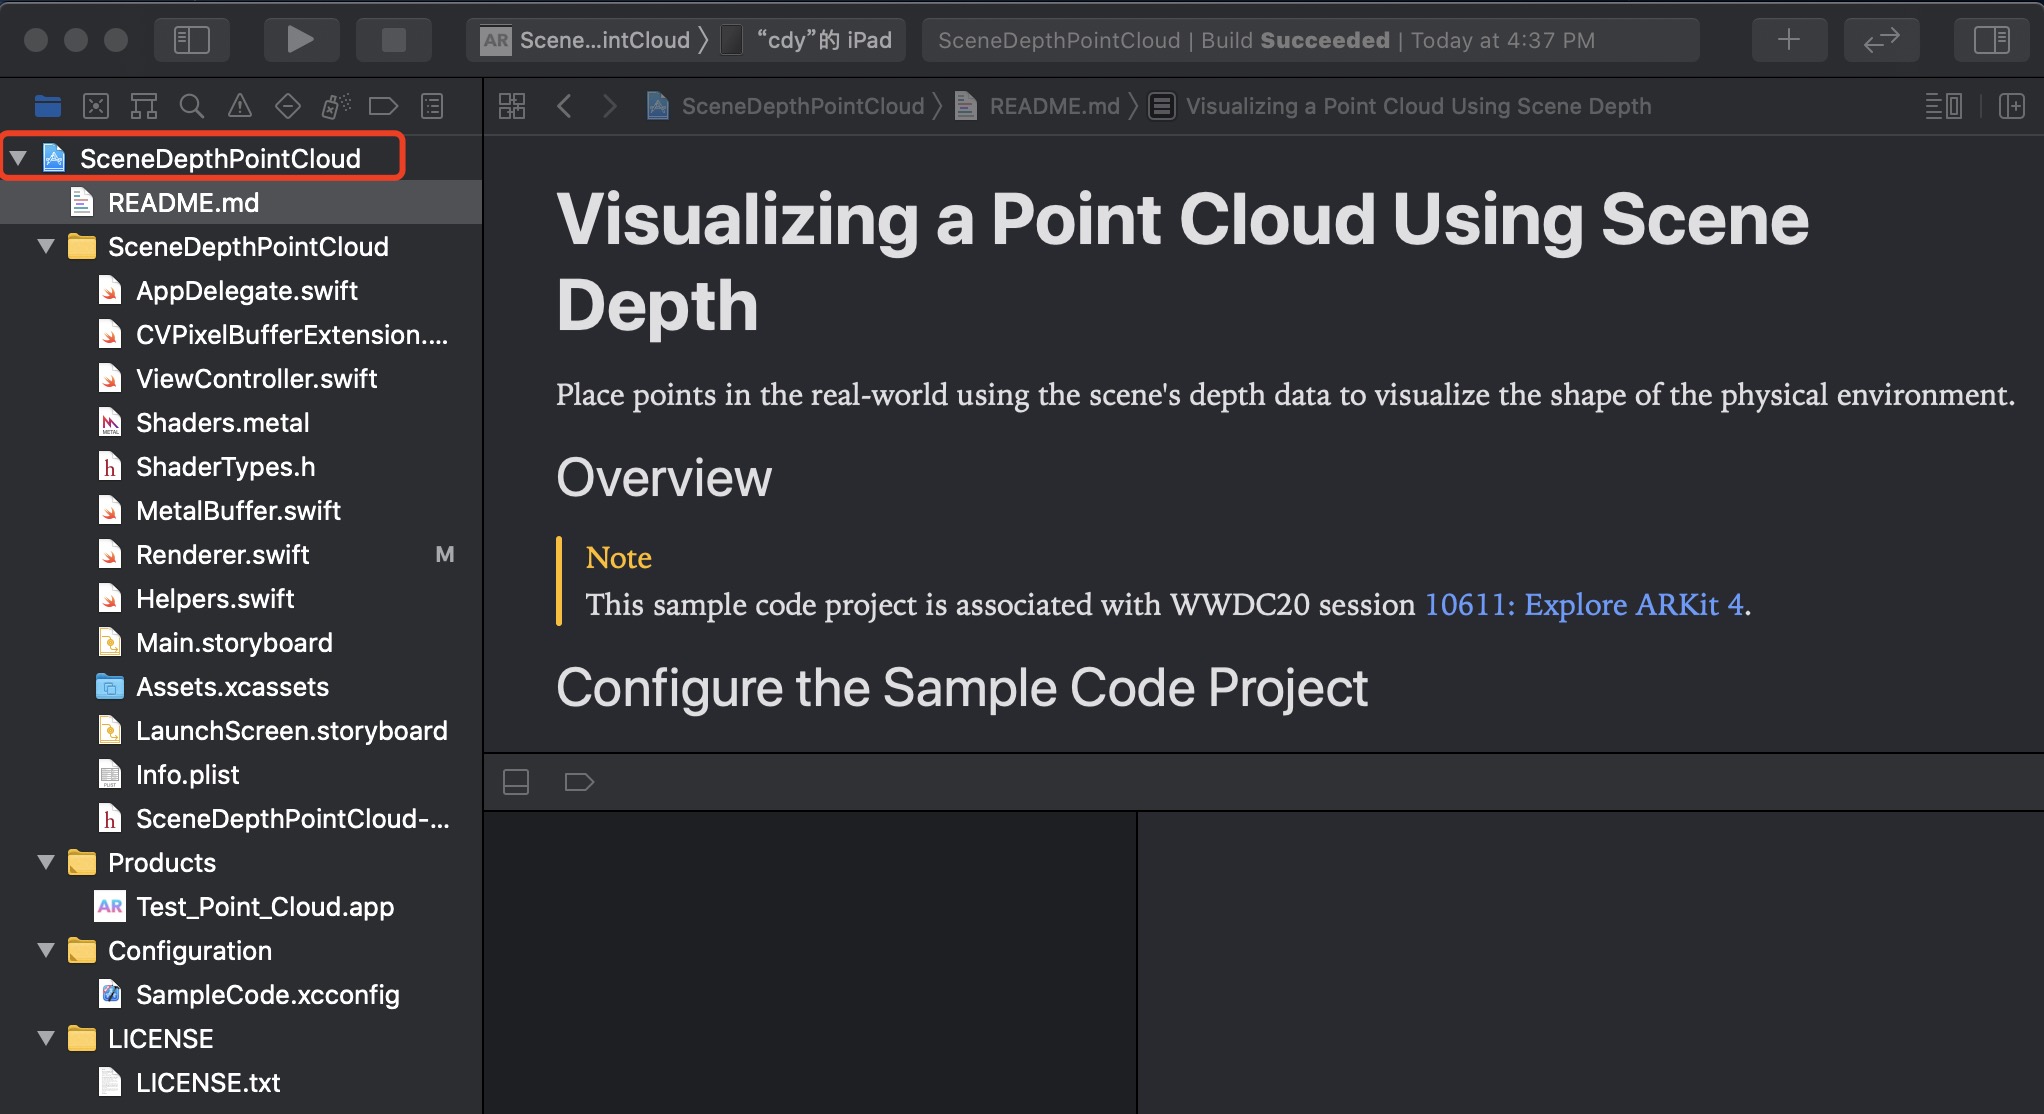 AR Scene...intCloud 〉 “cdy”的 iPad
SceneDepthPointCloud | Build Succeeded | Today at 4:37 PM
SceneDepthPointCloud 〉 README.md 〉 Visualizing a Point Cloud Using Scene Depth
SceneDepthPointCloud
README.md
SceneDepthPointCloud
AppDelegate.swift
CVPixelBufferExtension....
ViewController.swift
Shaders.metal
ShaderTypes.h
MetalBuffer.swift
Renderer.swift M
Helpers.swift
Main.storyboard
Assets.xcassets
LaunchScreen.storyboard
Info.plist
SceneDepthPointCloud-...
Products
AR Test_Point_Cloud.app
Configuration
SampleCode.xcconfig
LICENSE
LICENSE.txt
Visualizing a Point Cloud Using Scene
Depth
Place points in the real-world using the scene's depth data to visualize the shape of the physical environment.
Overview
Note
This sample code project is associated with WWDC20 session 10611: Explore ARKit 4.
Configure the Sample Code Project